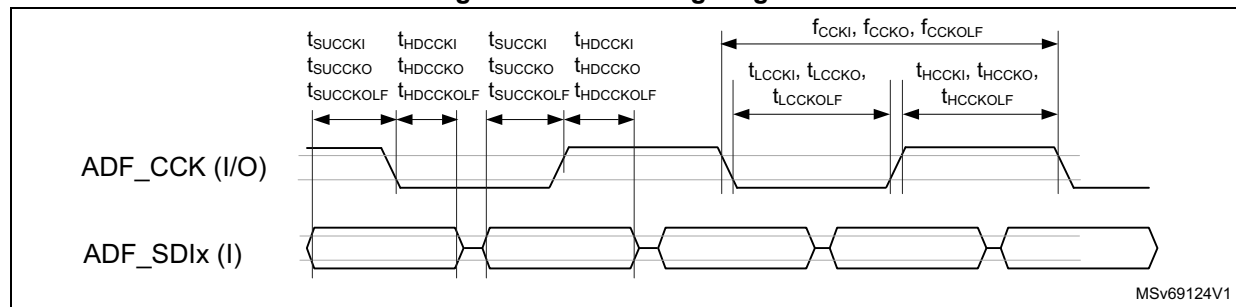 tSUCCKI tHDCCKI tSUCCKI tHDCCKI
tSUCCKO tHDCCKO tSUCCKO tHDCCKO
tSUCCKOLF tHDCCKOLF tSUCCKOLF tHDCCKOLF
fCCKI, fCCKO, fCCKOLF
tLCCKI, tLCCKO,
tLCCKOLF
tHCCKI, tHCCKO,
tHCCKOLF
ADF_CCK (I/O)
ADF_SDIx (I)
MSv69124V1